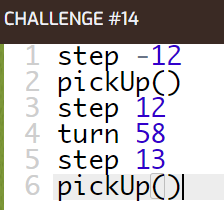 CHALLENGE #14
1 step -12
2 pickUp()
3 step 12
4 turn 58
5 step 13
6 pickUp()